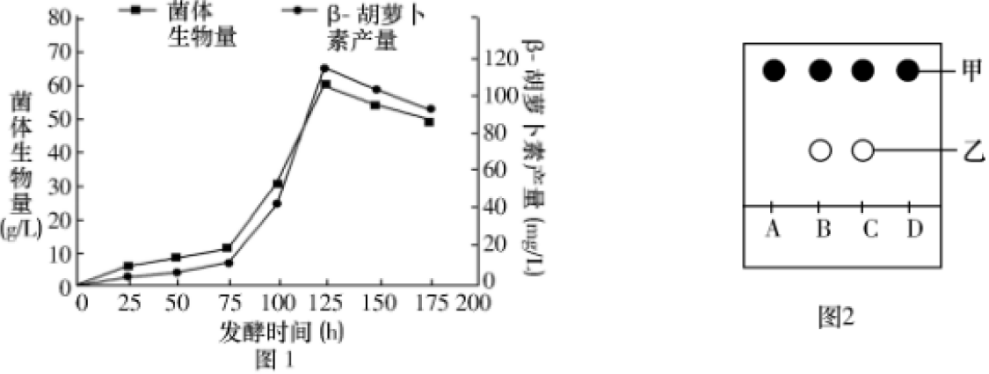 菌体
生物量
β-胡萝卜
素产量
菌体生物量
(g/L)
80
70
60
50
40
30
20
10
0
0 25 50 75 100 125 150 175 200
发酵时间 (h)
图 1
120
100
80
60
40
20
0
β-胡萝卜素产量 (mg/L)
甲
乙
A B C D
图2